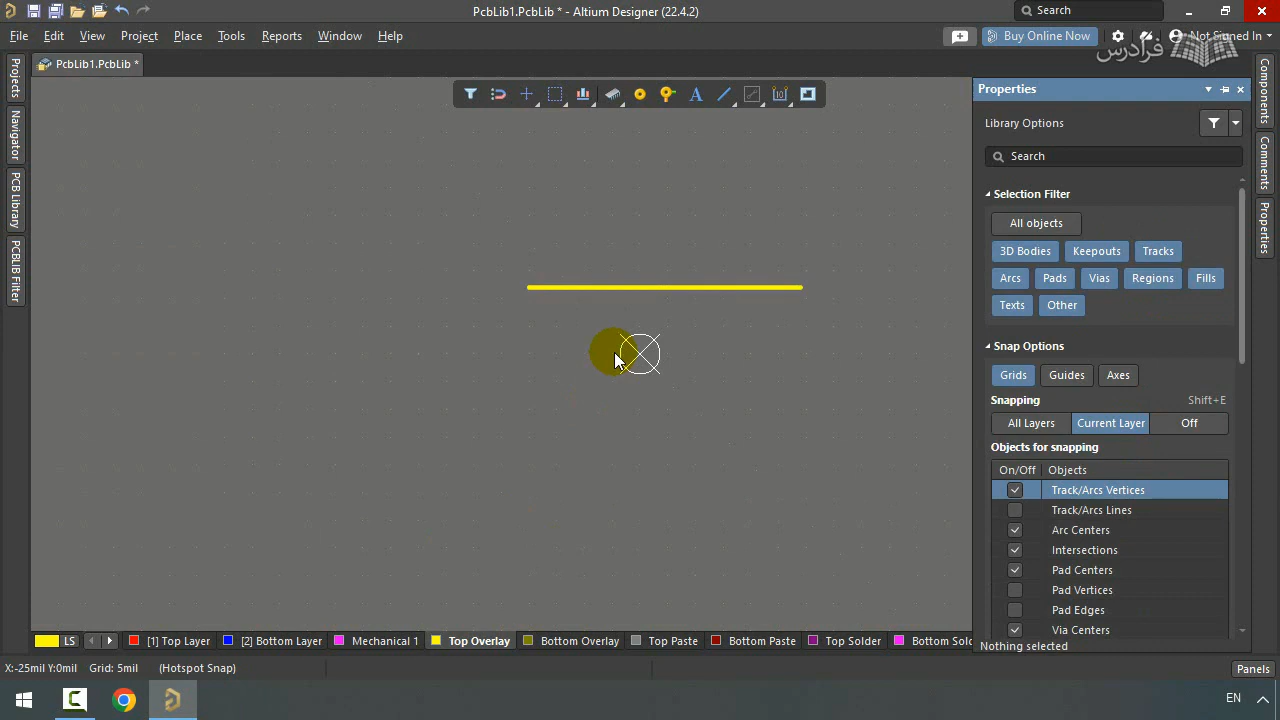 PcbLib1.PcbLib * - Altium Designer (22.4.2)
Search
File Edit View Project Place Tools Reports Window Help
Buy Online Now
Not Signed In
فرادرس
PcbLib1.PcbLib *
Projects
Navigator
PCB Library
PCBLIB Filter
Properties
Library Options
Search
Selection Filter
All objects
3D Bodies Keepouts Tracks
Arcs Pads Vias Regions Fills
Texts Other
Snap Options
Grids Guides Axes
Snapping Shift+E
All Layers Current Layer Off
Objects for snapping
On/Off Objects
Track/Arcs Vertices
Track/Arcs Lines
Arc Centers
Intersections
Pad Centers
Pad Vertices
Pad Edges
Via Centers
Nothing selected
Components
Comments
Properties
LS [1] Top Layer [2] Bottom Layer Mechanical 1 Top Overlay Bottom Overlay Top Paste Bottom Paste Top Solder Bottom Sold
X:-25mil Y:0mil Grid: 5mil (Hotspot Snap)
Panels
EN